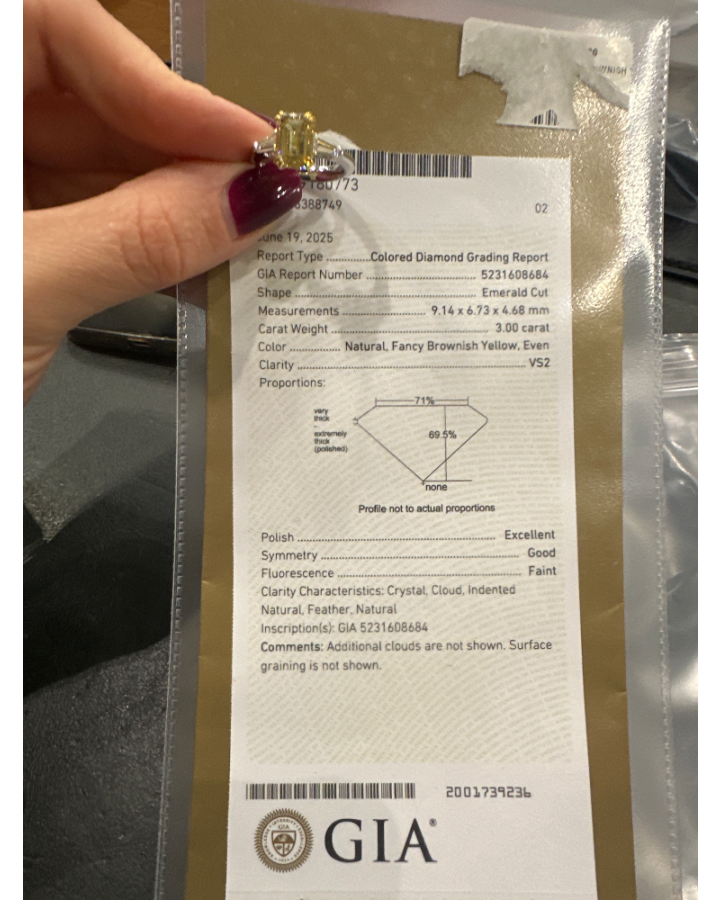 180773
388749
02
June 19, 2025
Report Type ..............Colored Diamond Grading Report
GIA Report Number .............................. 5231608684
Shape .................................................. Emerald Cut
Measurements ...................... 9.14 x 6.73 x 4.68 mm
Carat Weight ............................................. 3.00 carat
Color ............. Natural, Fancy Brownish Yellow, Even
Clarity ............................................................... VS2
Proportions:
71%
very
thick
–
extremely
thick
(polished)
69.5%
none
Profile not to actual proportions
Polish ....................................................... Excellent
Symmetry ..................................................... Good
Fluorescence ................................................. Faint
Clarity Characteristics: Crystal, Cloud, Indented
Natural, Feather, Natural
Inscription(s): GIA 5231608684
Comments: Additional clouds are not shown. Surface
graining is not shown.
2001739236
GIA
GIA®